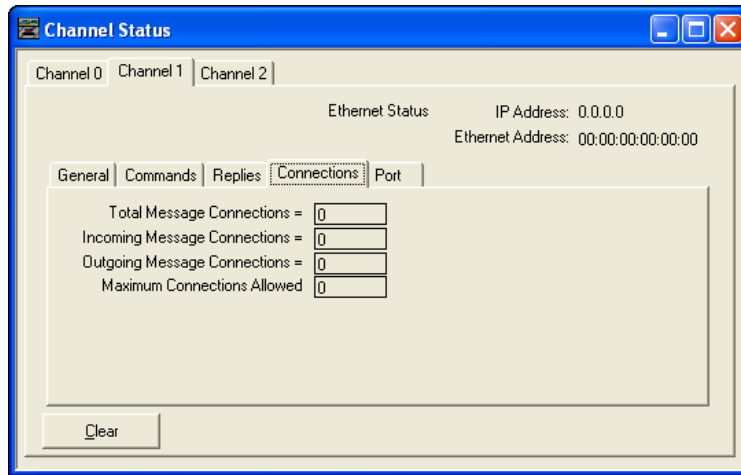 Channel Status
Channel 0 Channel 1 Channel 2
Ethernet Status IP Address: 0.0.0.0
Ethernet Address: 00:00:00:00:00:00
General Commands Replies Connections Port
Total Message Connections = 0
Incoming Message Connections = 0
Outgoing Message Connections = 0
Maximum Connections Allowed 0
Clear